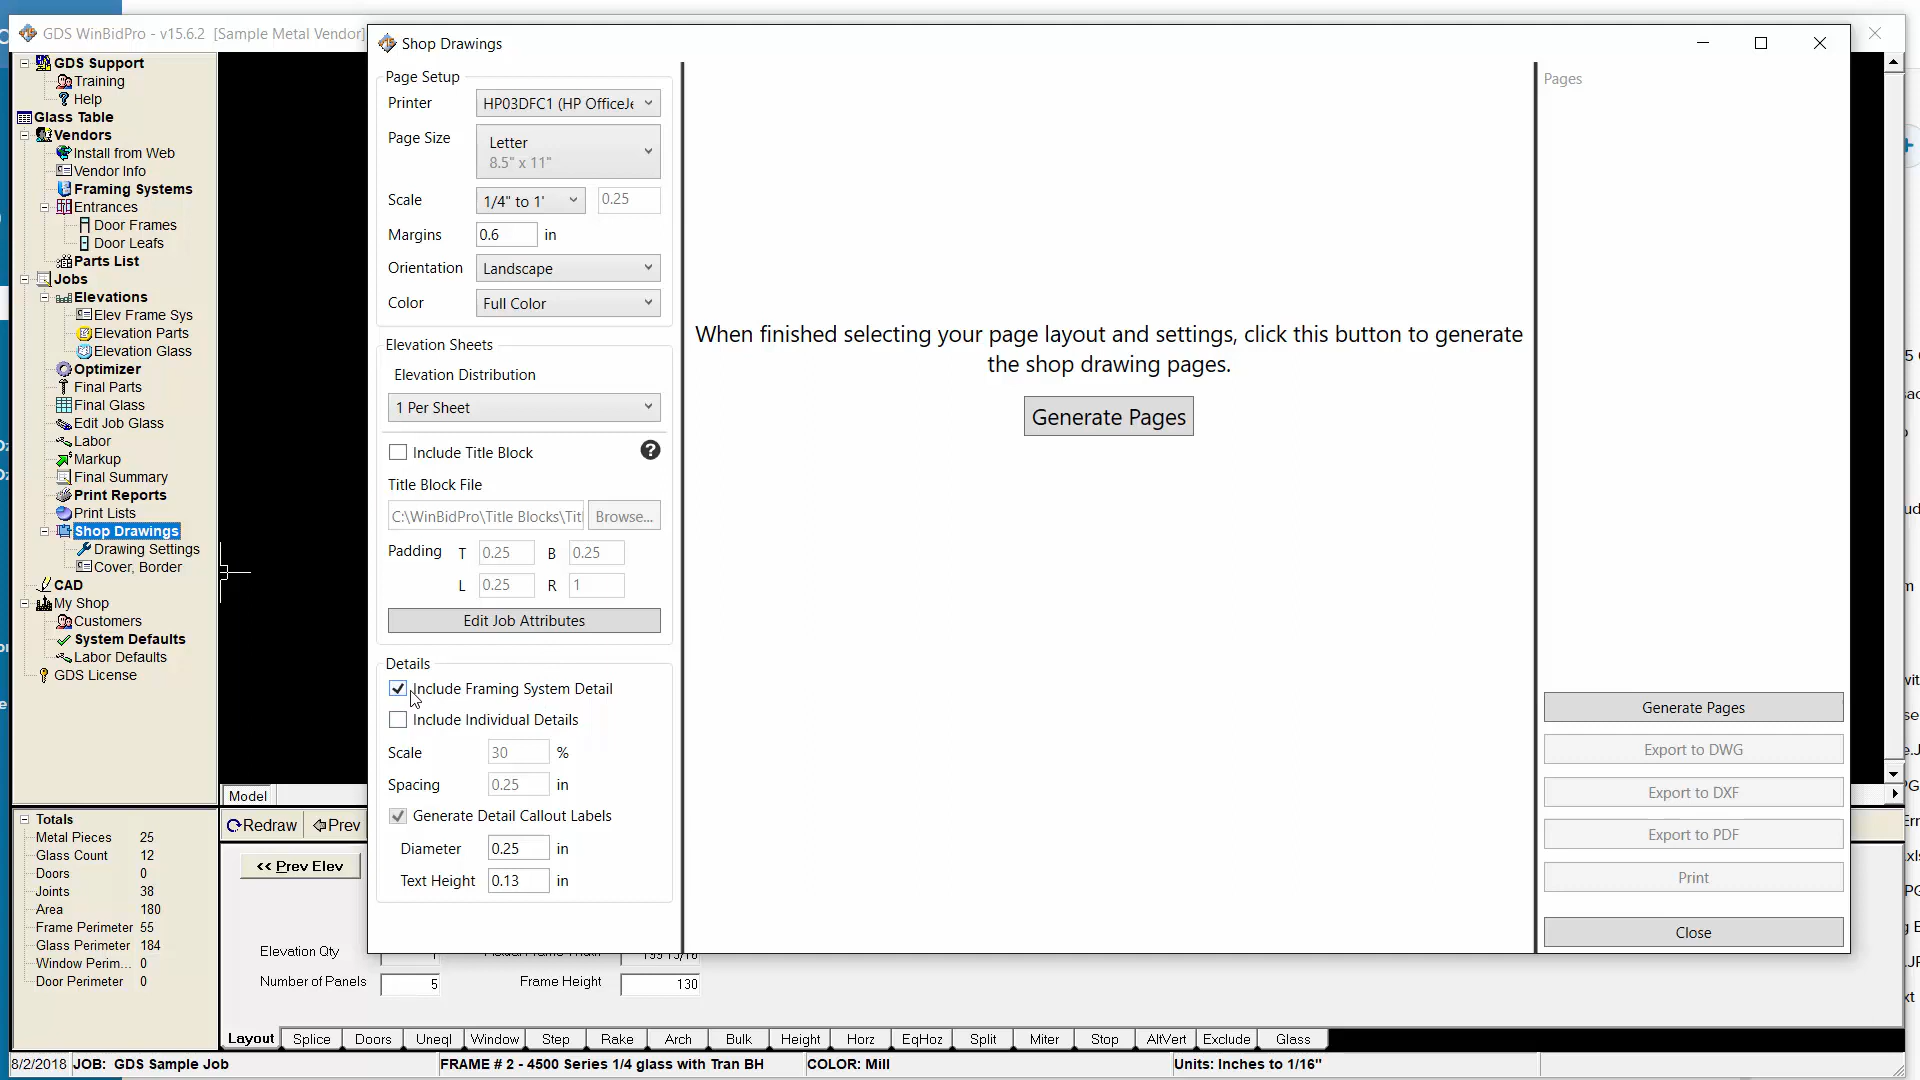 GDS WinBidPro - v15.6.2 [Sample Metal Vendor]
GDS Support
Training
Help
Glass Table
Vendors
Install from Web
Vendor Info
Framing Systems
Entrances
Door Frames
Door Leafs
Parts List
Jobs
Elevations
Elev Frame Sys
Elevation Parts
Elevation Glass
Optimizer
Final Parts
Final Glass
Edit Job Glass
Labor
Markup
Final Summary
Print Reports
Print Lists
Shop Drawings
Drawing Settings
Cover, Border
CAD
My Shop
Customers
System Defaults
Labor Defaults
GDS License
Totals
Metal Pieces 25
Glass Count 12
Doors 0
Joints 38
Area 180
Frame Perimeter 55
Glass Perimeter 184
Window Perim... 0
Door Perimeter 0
Shop Drawings
Page Setup
Printer HP03DFC1 (HP OfficeJe
Page Size Letter
8.5" x 11"
Scale 1/4" to 1' 0.25
Margins 0.6 in
Orientation Landscape
Color Full Color
Elevation Sheets
Elevation Distribution
1 Per Sheet
Include Title Block
Title Block File
C:\WinBidPro\Title Blocks\Titl Browse...
Padding T 0.25 B 0.25
L 0.25 R 1
Edit Job Attributes
Details
Include Framing System Detail
Include Individual Details
Scale 30 %
Spacing 0.25 in
Generate Detail Callout Labels
Diameter 0.25 in
Text Height 0.13 in
When finished selecting your page layout and settings, click this button to generate
the shop drawing pages.
Generate Pages
Pages
Generate Pages
Export to DWG
Export to DXF
Export to PDF
Print
Close
Model
Redraw Prev
<< Prev Elev
Elevation Qty
Number of Panels 5 Frame Height 130
Layout Splice Doors Uneql Window Step Rake Arch Bulk Height Horz EqHoz Split Miter Stop AltVert Exclude Glass
8/2/2018 JOB: GDS Sample Job FRAME # 2 - 4500 Series 1/4 glass with Tran BH COLOR: Mill Units: Inches to 1/16"